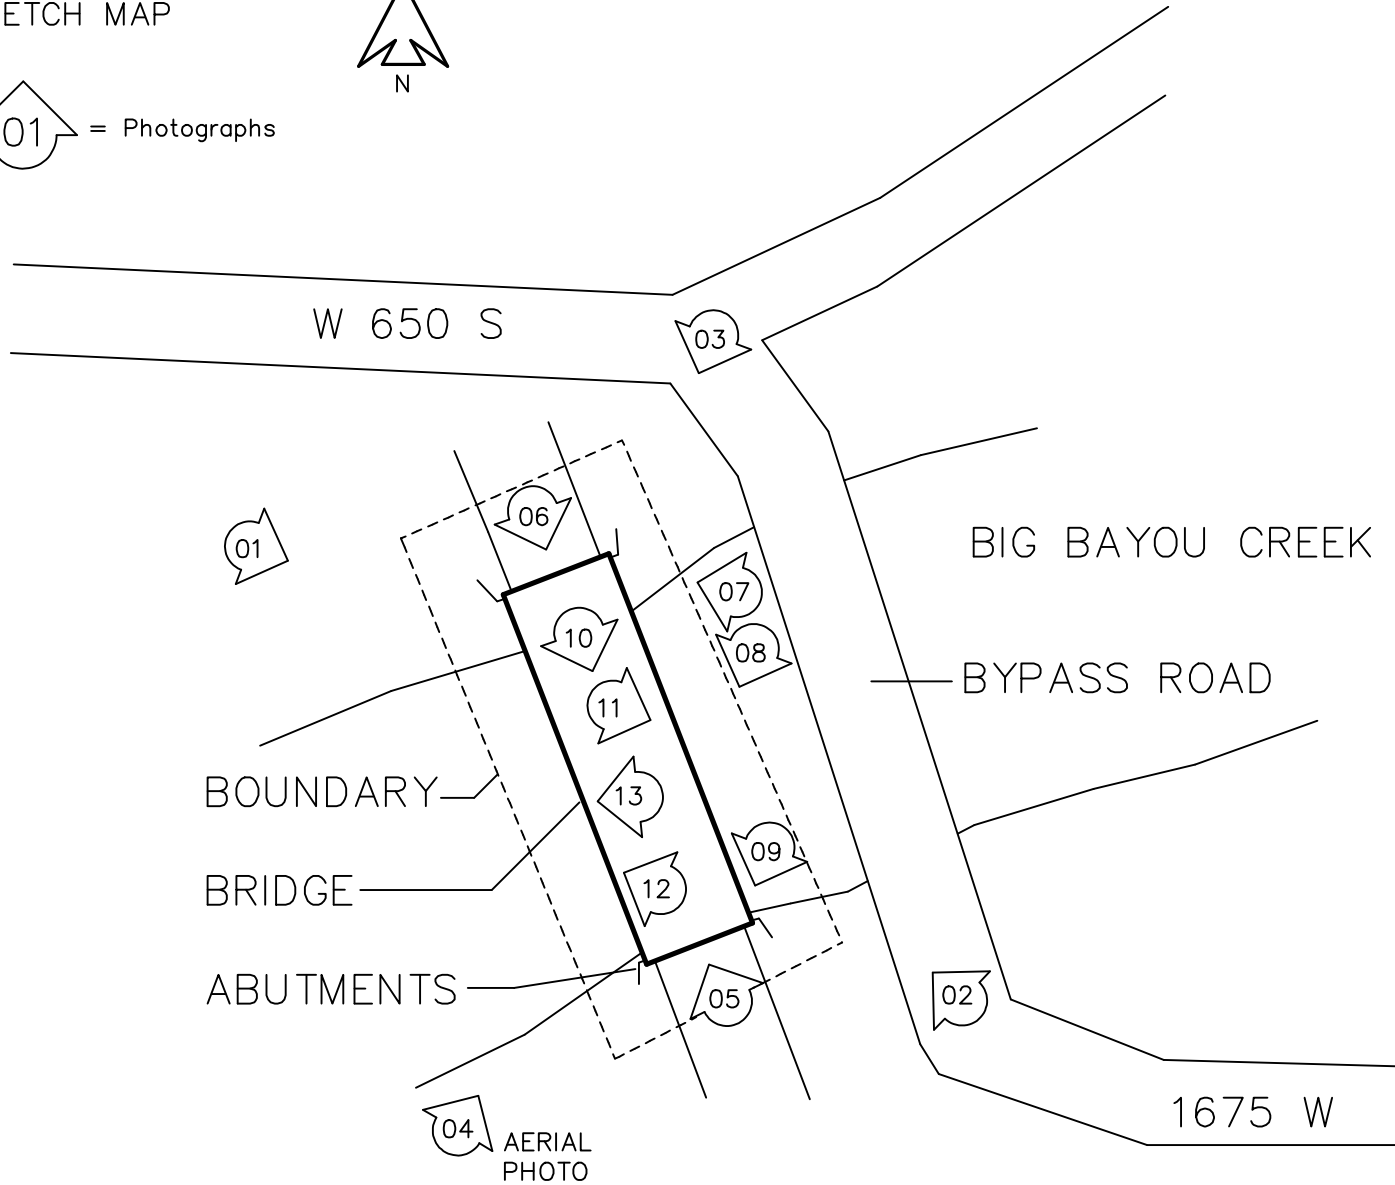 ETCH MAP
N
01 = Photographs
W 650 S
03
06
01
BIG BAYOU CREEK
07
10
08
BYPASS ROAD
11
BOUNDARY
13
09
BRIDGE
12
ABUTMENTS
05
02
1675 W
04
AERIAL
PHOTO